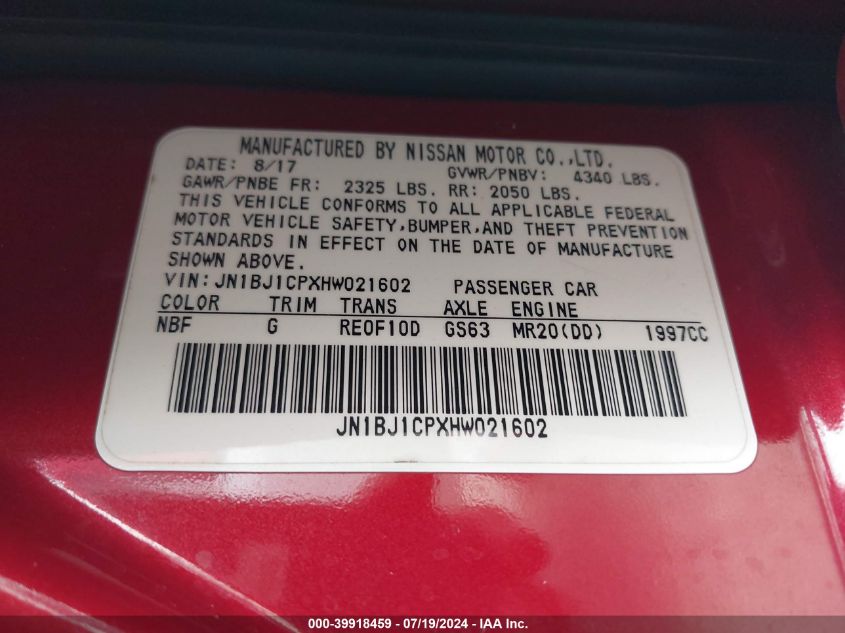 MANUFACTURED BY NISSAN MOTOR CO.,LTD.
DATE: 8/17 GVWR/PNBV: 4340 LBS.
GAWR/PNBE FR: 2325 LBS. RR: 2050 LBS.
THIS VEHICLE CONFORMS TO ALL APPLICABLE FEDERAL
MOTOR VEHICLE SAFETY,BUMPER,AND THEFT PREVENTION
STANDARDS IN EFFECT ON THE DATE OF MANUFACTURE
SHOWN ABOVE.
VIN:JN1BJ1CPXHW021602 PASSENGER CAR
COLOR TRIM TRANS AXLE ENGINE
NBF G RE0F10D GS63 MR20(DD) 1997CC
JN1BJ1CPXHW021602
000-39918459 - 07/19/2024 - IAA Inc.